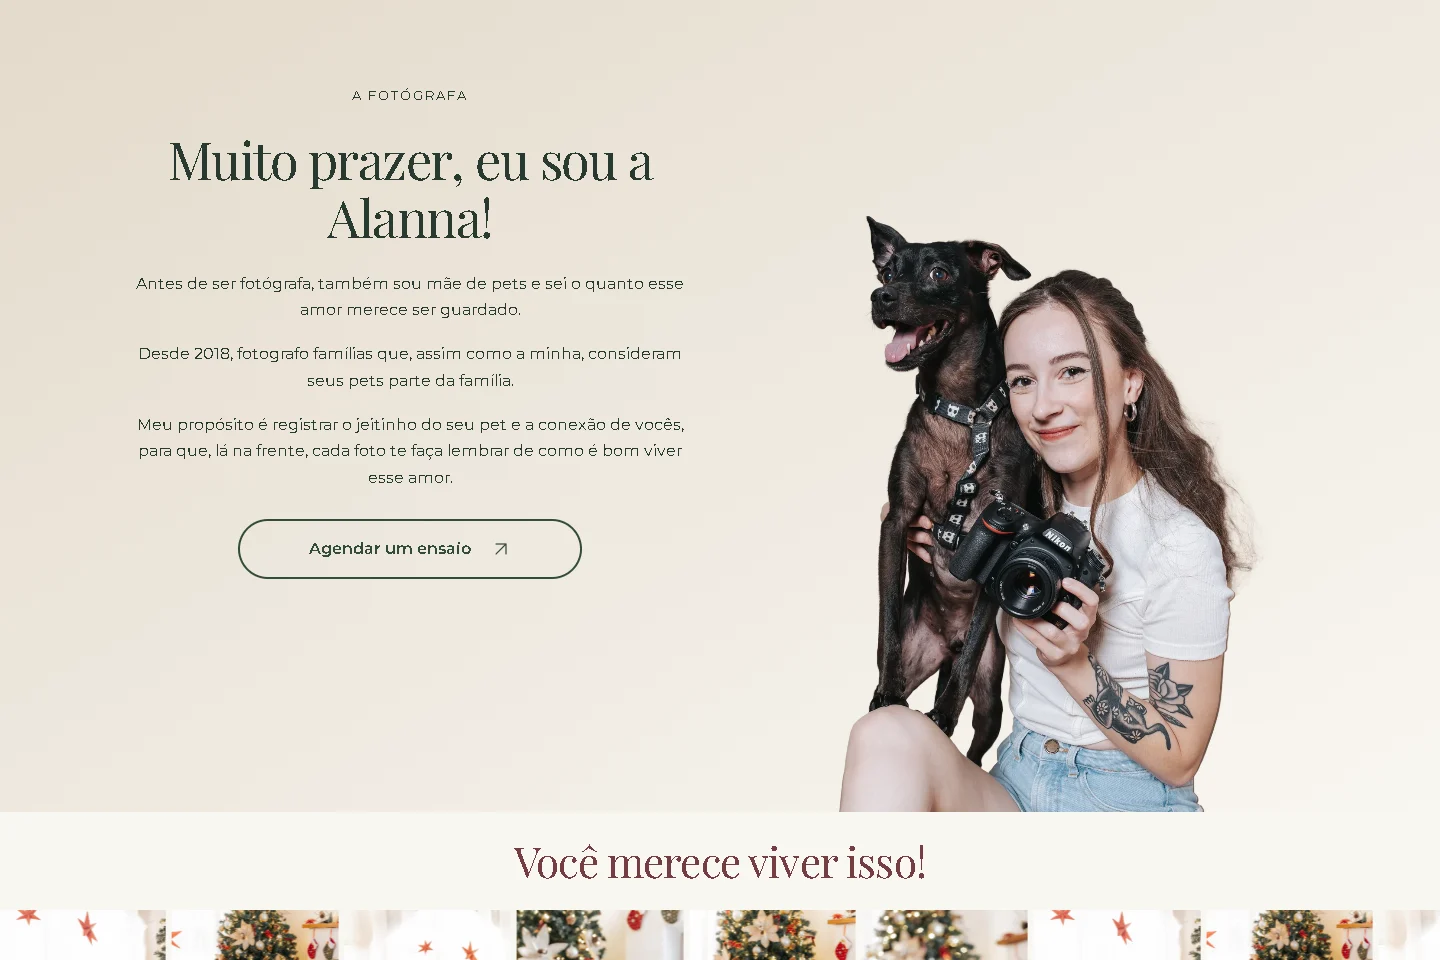 A FOTÓGRAFA
Muito prazer, eu sou a
Alanna!
Antes de ser fotógrafa, também sou mãe de pets e sei o quanto esse
amor merece ser guardado.
Desde 2018, fotografo famílias que, assim como a minha, consideram
seus pets parte da família.
Meu propósito é registrar o jeitinho do seu pet e a conexão de vocês,
para que, lá na frente, cada foto te faça lembrar de como é bom viver
esse amor.
Agendar um ensaio
Nikon
Você merece viver isso!